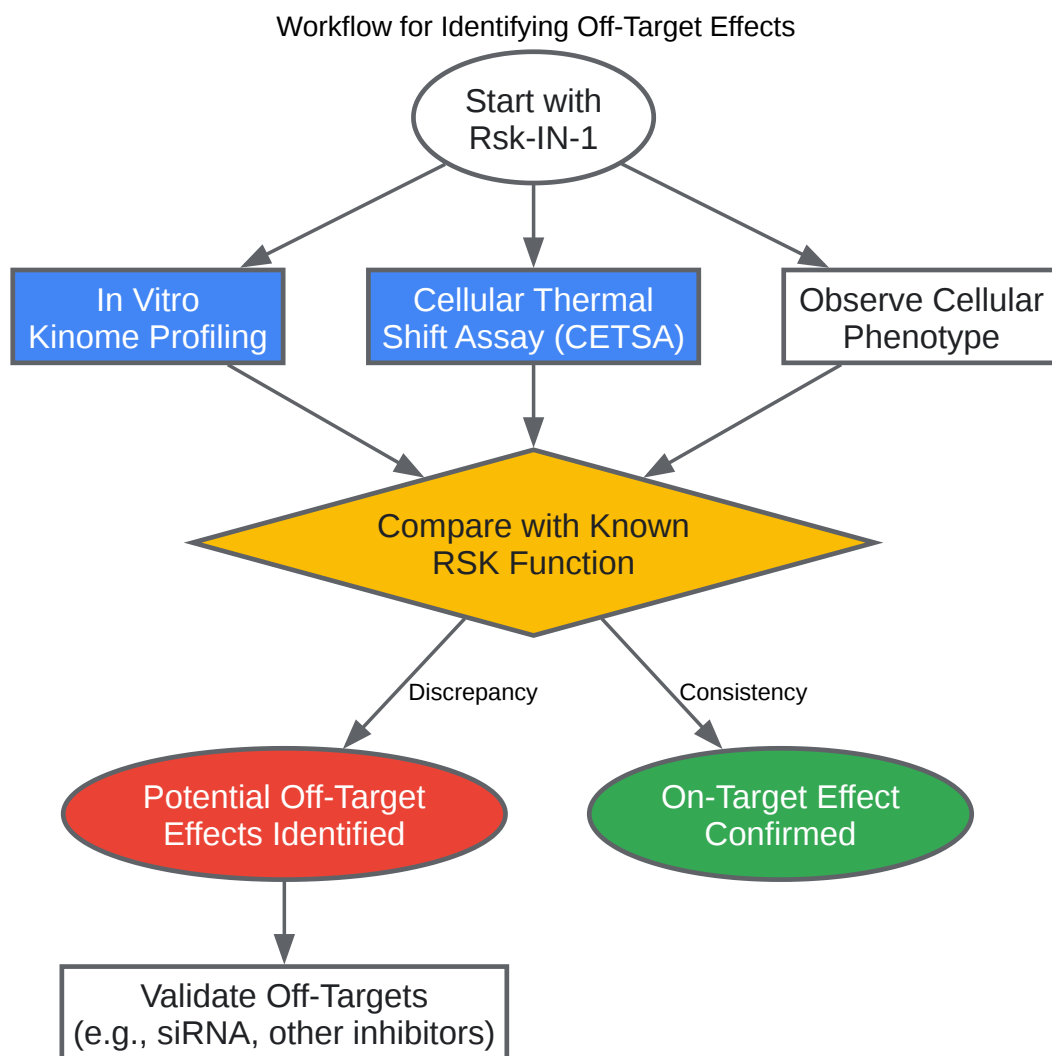 Workflow for Identifying Off-Target Effects
Start with
Rsk-IN-1
In Vitro
Kinome Profiling
Cellular Thermal
Shift Assay (CETSA)
Observe Cellular
Phenotype
Compare with Known
RSK Function
Discrepancy
Consistency
Potential Off-Target
Effects Identified
On-Target Effect
Confirmed
Validate Off-Targets
(e.g., siRNA, other inhibitors)